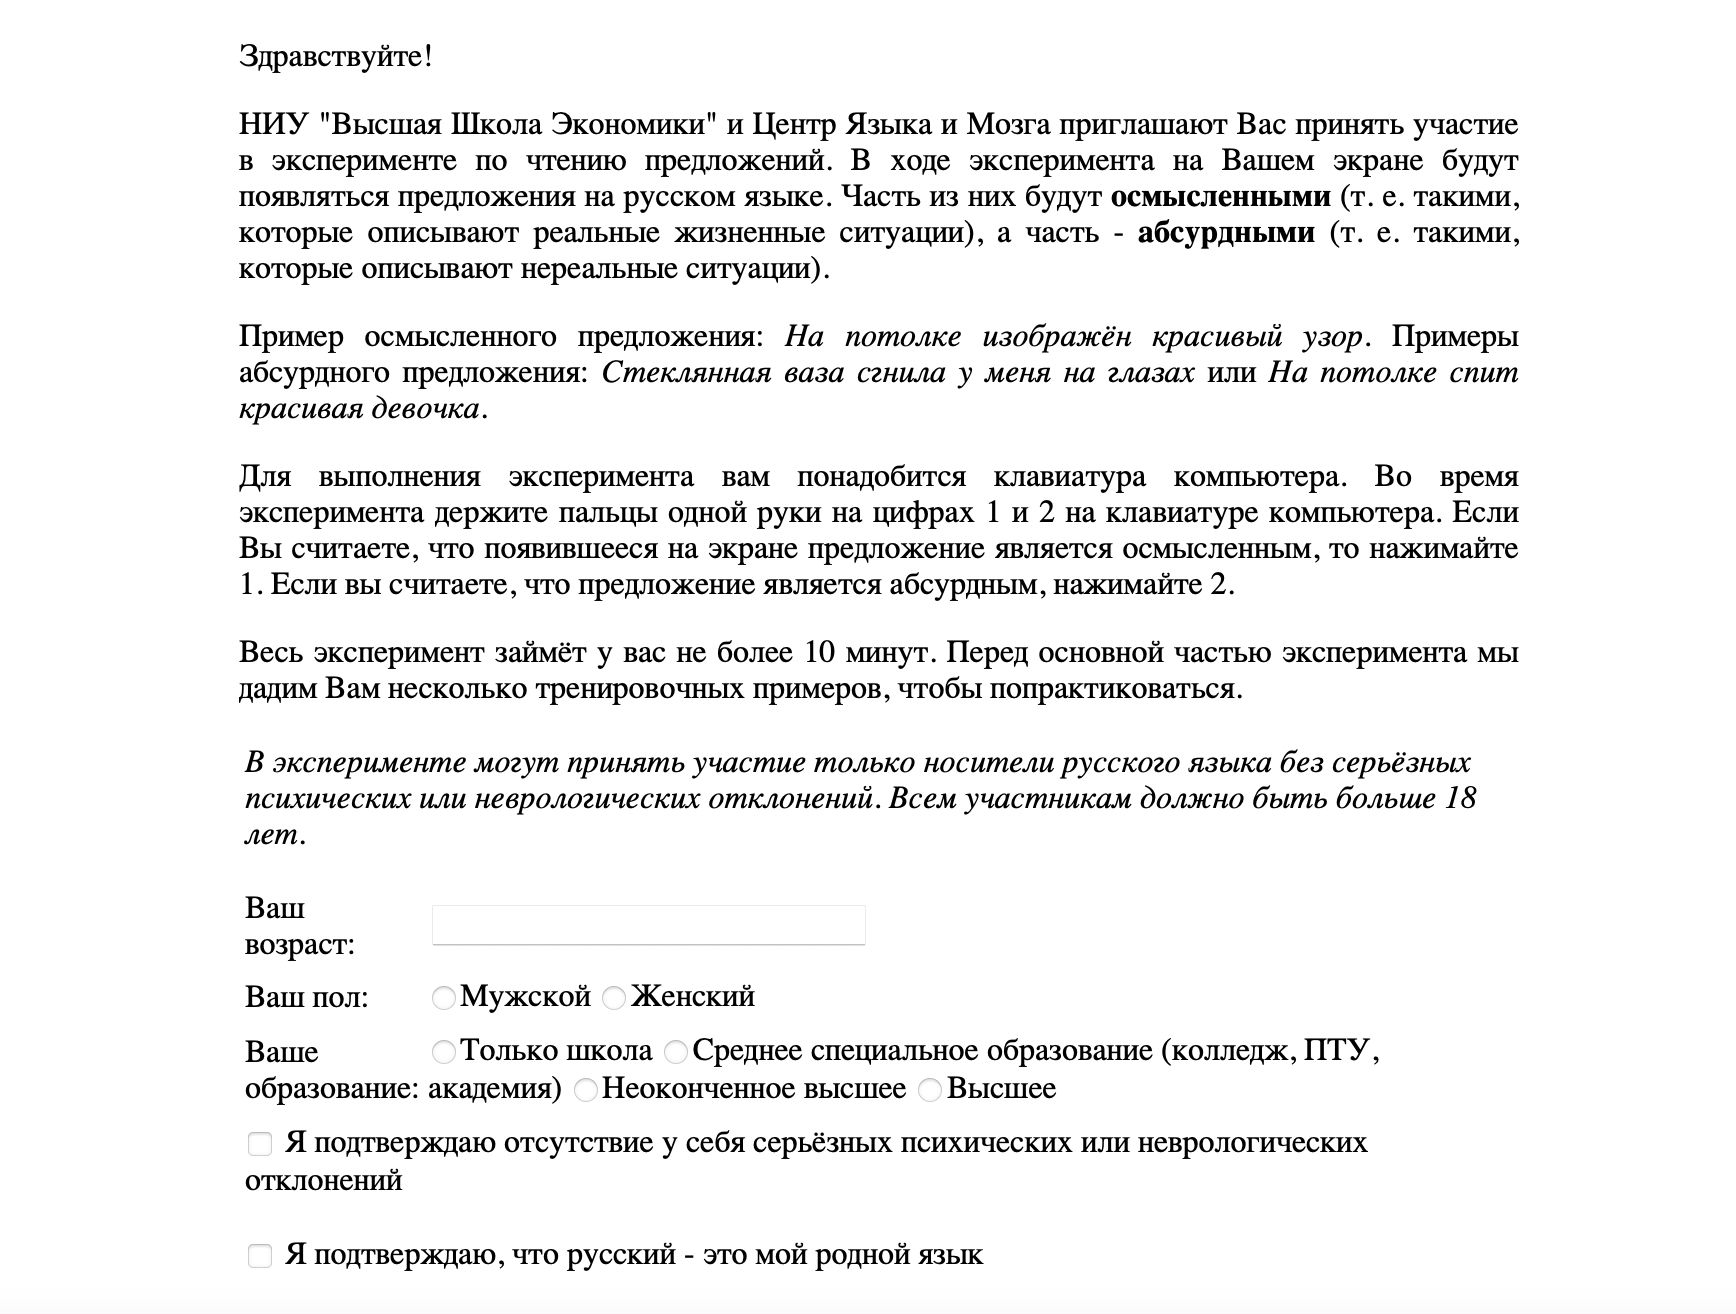 Здравствуйте!
НИУ "Высшая Школа Экономики" и Центр Языка и Мозга приглашают Вас принять участие
в эксперименте по чтению предложений. В ходе эксперимента на Вашем экране будут
появляться предложения на русском языке. Часть из них будут осмысленными (т. е. такими,
которые описывают реальные жизненные ситуации), а часть - абсурдными (т. е. такими,
которые описывают нереальные ситуации).
Пример осмысленного предложения: На потолке изображён красивый узор. Примеры
абсурдного предложения: Стеклянная ваза сгнила у меня на глазах или На потолке спит
красивая девочка.
Для выполнения эксперимента вам понадобится клавиатура компьютера. Во время
эксперимента держите пальцы одной руки на цифрах 1 и 2 на клавиатуре компьютера. Если
Вы считаете, что появившееся на экране предложение является осмысленным, то нажимайте
1. Если вы считаете, что предложение является абсурдным, нажимайте 2.
Весь эксперимент займёт у вас не более 10 минут. Перед основной частью эксперимента мы
дадим Вам несколько тренировочных примеров, чтобы попрактиковаться.
В эксперименте могут принять участие только носители русского языка без серьёзных
психических или неврологических отклонений. Всем участникам должно быть больше 18
лет.
Ваш
возраст:
Ваш пол: Мужской Женский
Ваше Только школа Среднее специальное образование (колледж, ПТУ,
образование: академия) Неоконченное высшее Высшее
Я подтверждаю отсутствие у себя серьёзных психических или неврологических
отклонений
Я подтверждаю, что русский - это мой родной язык